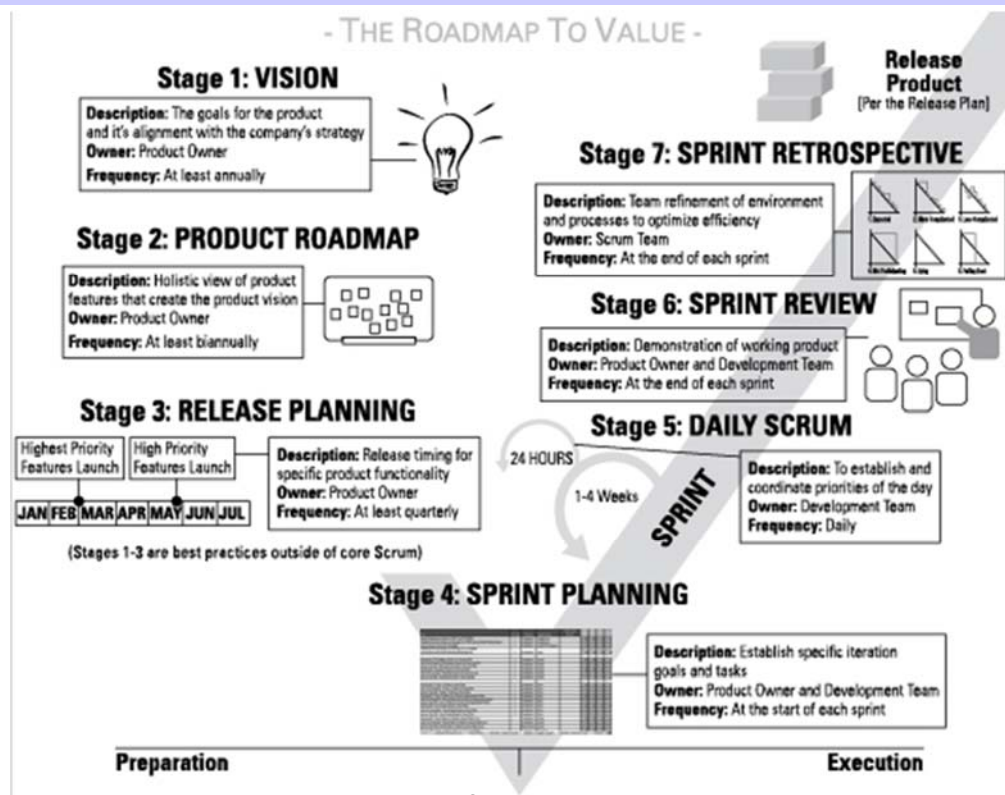 - THE ROADMAP TO VALUE -
Stage 1: VISION
Description: The goals for the product
and it's alignment with the company's strategy
Owner: Product Owner
Frequency: At least annually
Stage 2: PRODUCT ROADMAP
Description: Holistic view of product
features that create the product vision
Owner: Product Owner
Frequency: At least biannually
Stage 3: RELEASE PLANNING
Highest Priority
Features Launch
High Priority
Features Launch
JAN FEB MAR APR MAY JUN JUL
Description: Release timing for
specific product functionality
Owner: Product Owner
Frequency: At least quarterly
(Stages 1-3 are best practices outside of core Scrum)
Stage 4: SPRINT PLANNING
Description: Establish specific iteration
goals and tasks
Owner: Product Owner and Development Team
Frequency: At the start of each sprint
Stage 5: DAILY SCRUM
24 HOURS
1-4 Weeks
SPRINT
Description: To establish and
coordinate priorities of the day
Owner: Development Team
Frequency: Daily
Stage 6: SPRINT REVIEW
Description: Demonstration of working product
Owner: Product Owner and Development Team
Frequency: At the end of each sprint
Stage 7: SPRINT RETROSPECTIVE
Description: Team refinement of environment
and processes to optimize efficiency
Owner: Scrum Team
Frequency: At the end of each sprint
Release
Product
[Per the Release Plan]
Preparation
Execution